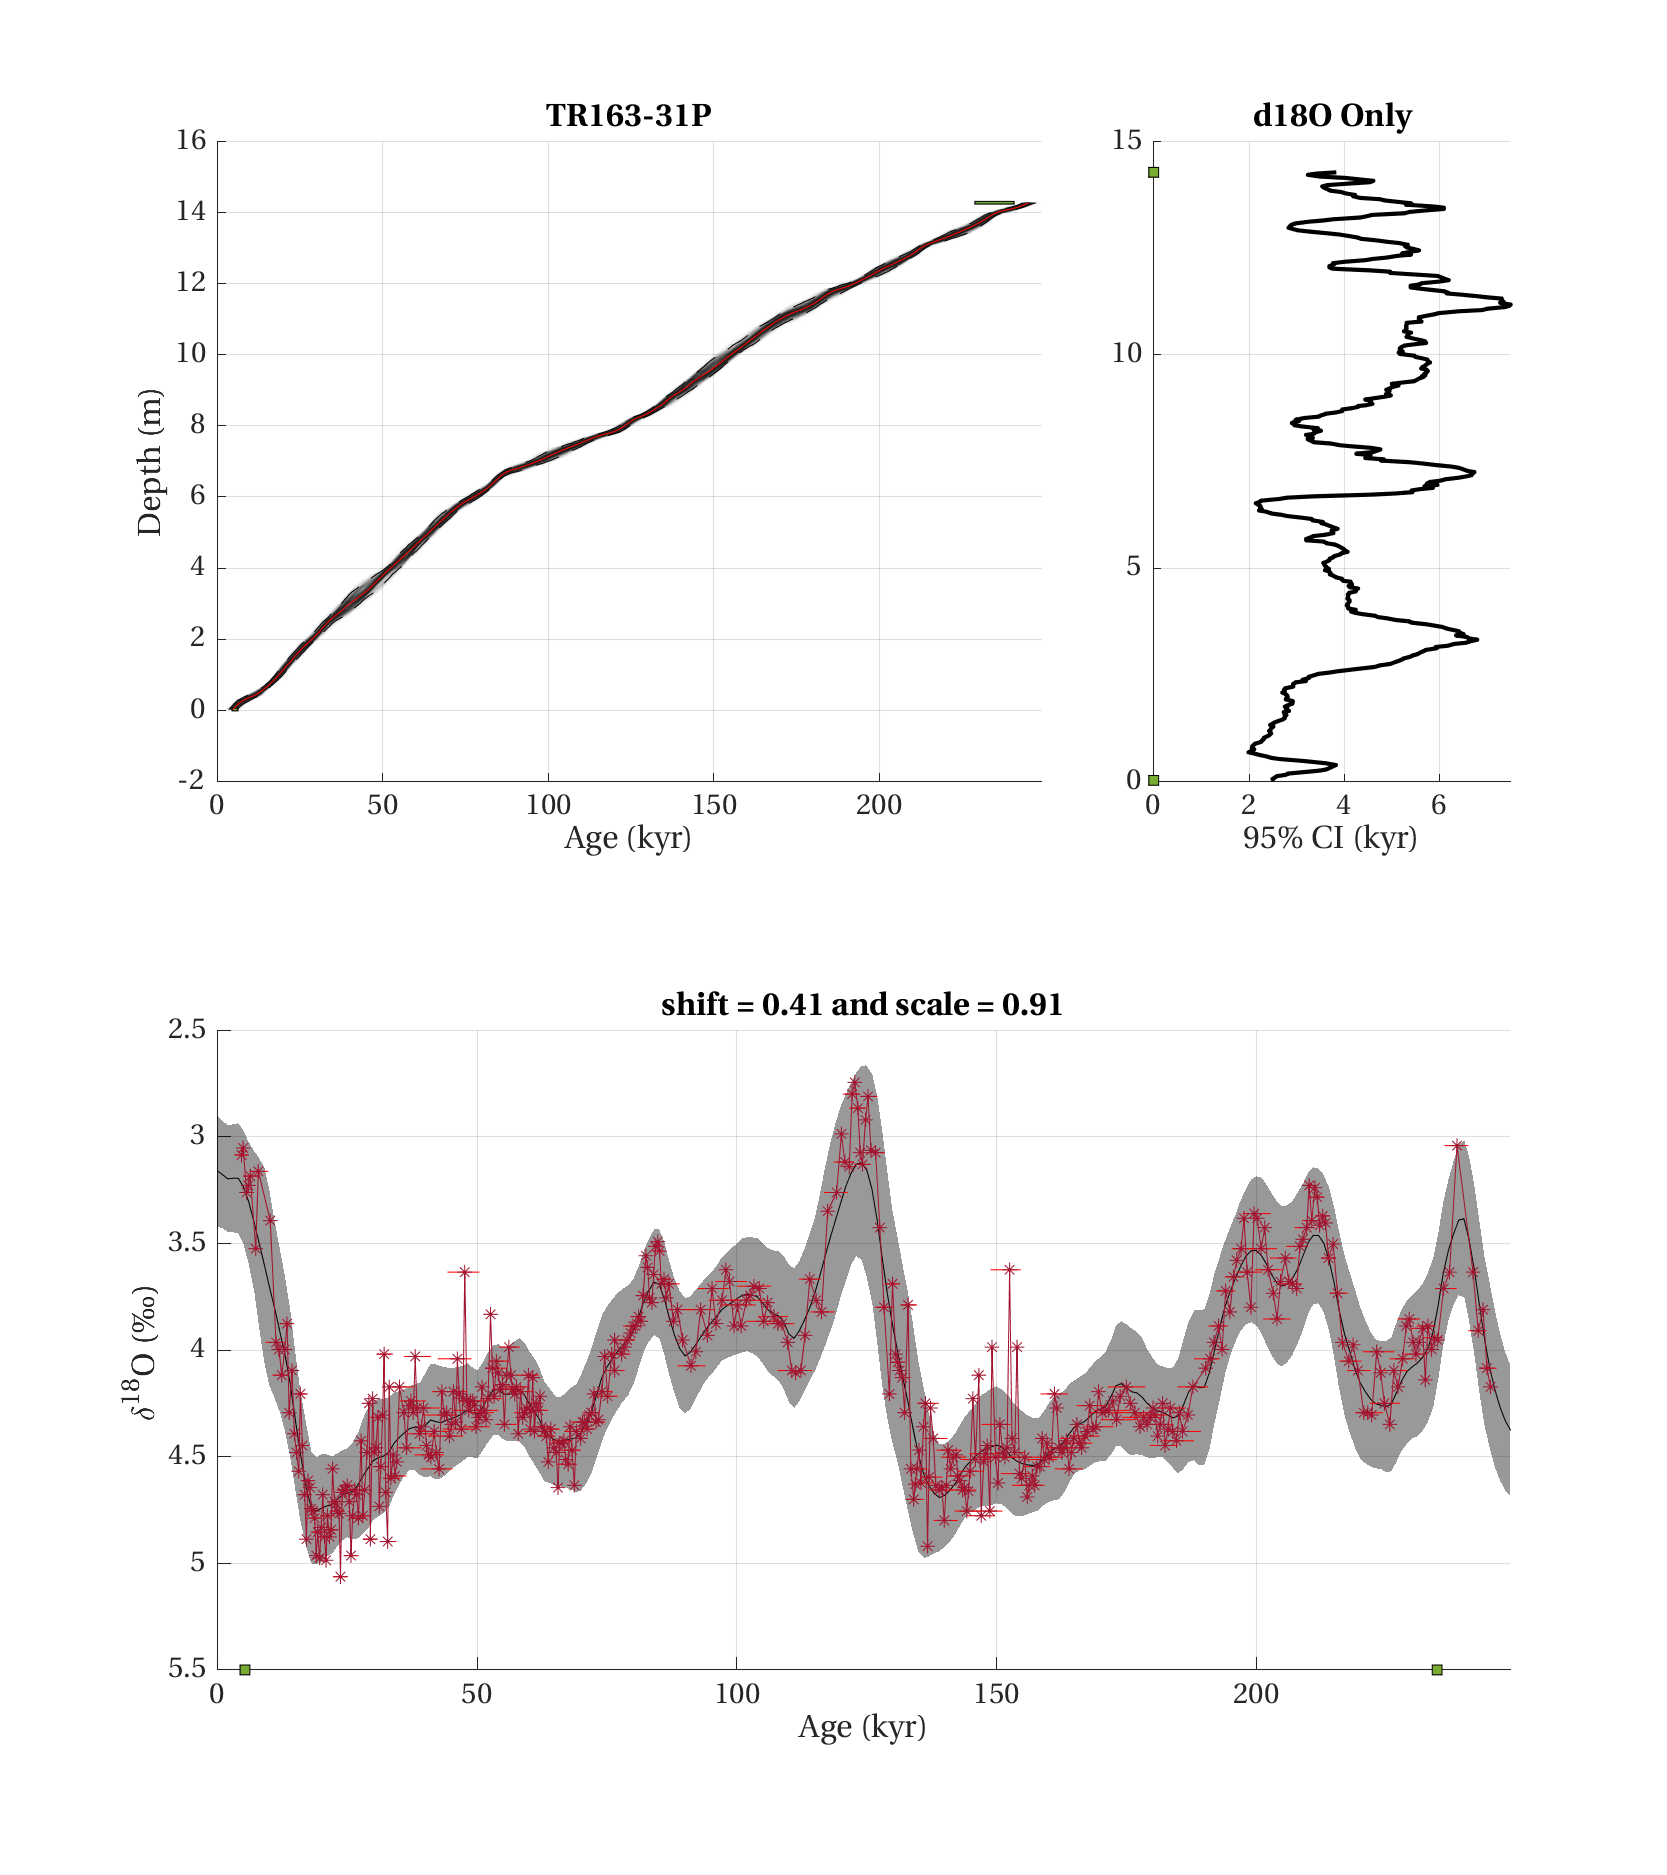 TR163-31P
16
14
12
10
8
6
4
2
0
-2
0 50 100 150 200
Age (kyr)
Depth (m)
d18O Only
15
10
5
0
0 2 4 6
95% CI (kyr)
shift = 0.41 and scale = 0.91
2.5
3
3.5
4
4.5
5
5.5
0 50 100 150 200
Age (kyr)
δ¹⁸O (‰)